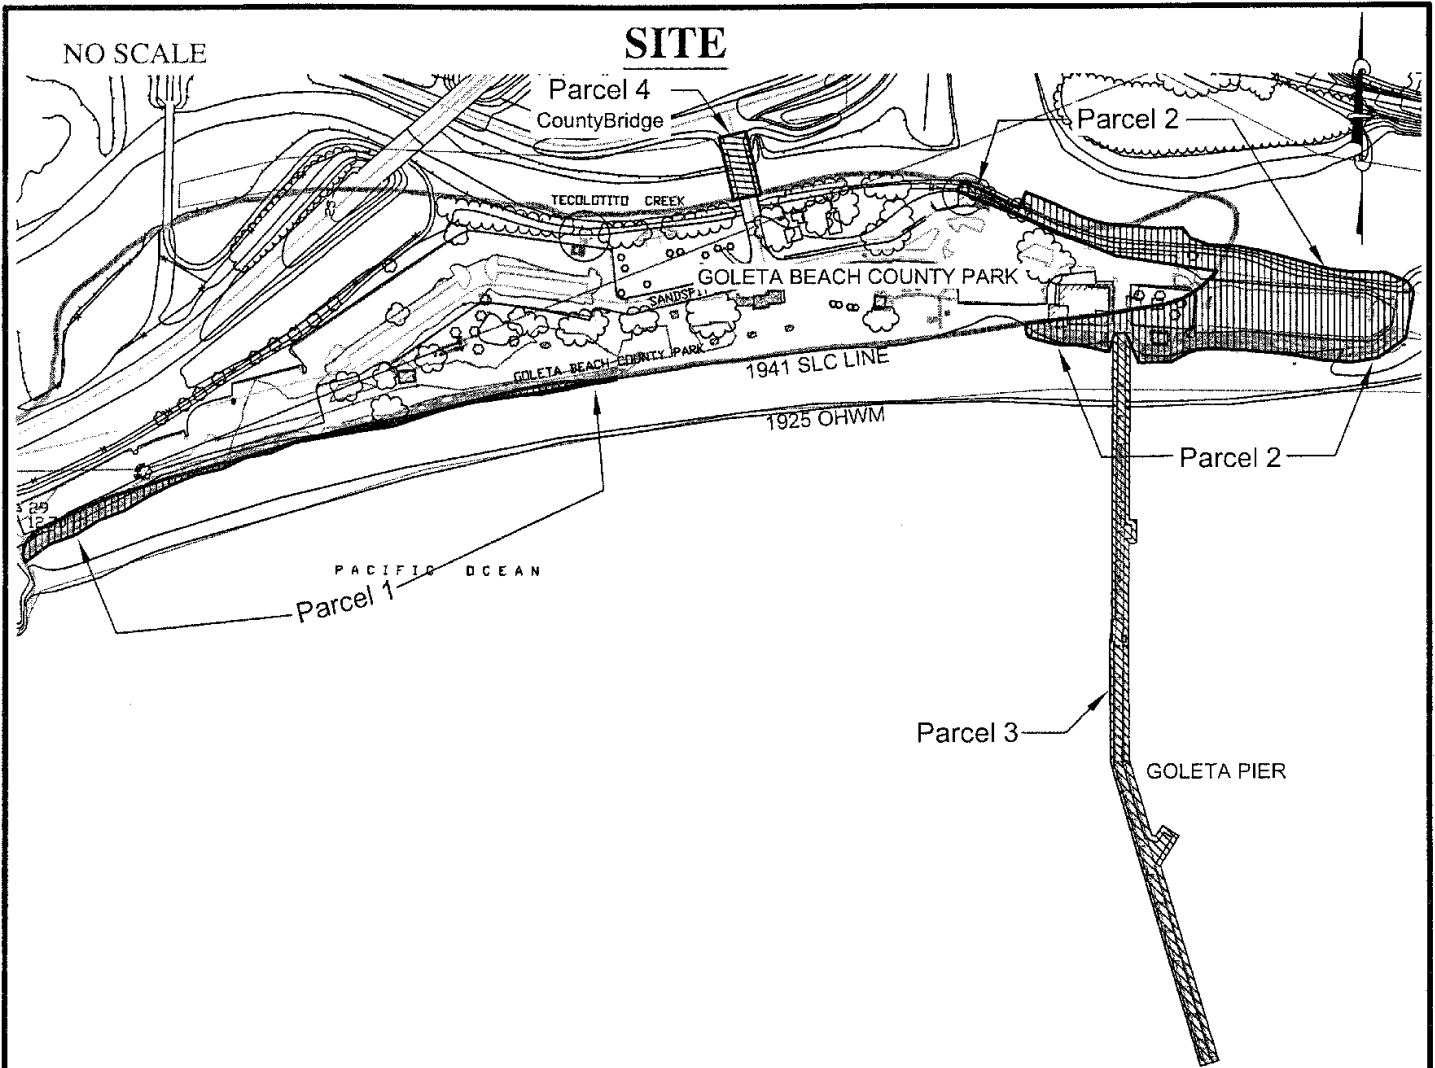 NO SCALE
SITE
Parcel 4
CountyBridge
Parcel 2
TECOLOTITO CREEK
GOLETA BEACH COUNTY PARK
GOLETA BEACH COUNTY PARK
1941 SLC LINE
1925 OHWM
Parcel 2
29
PACIFIC OCEAN
Parcel 1
Parcel 3
GOLETA PIER